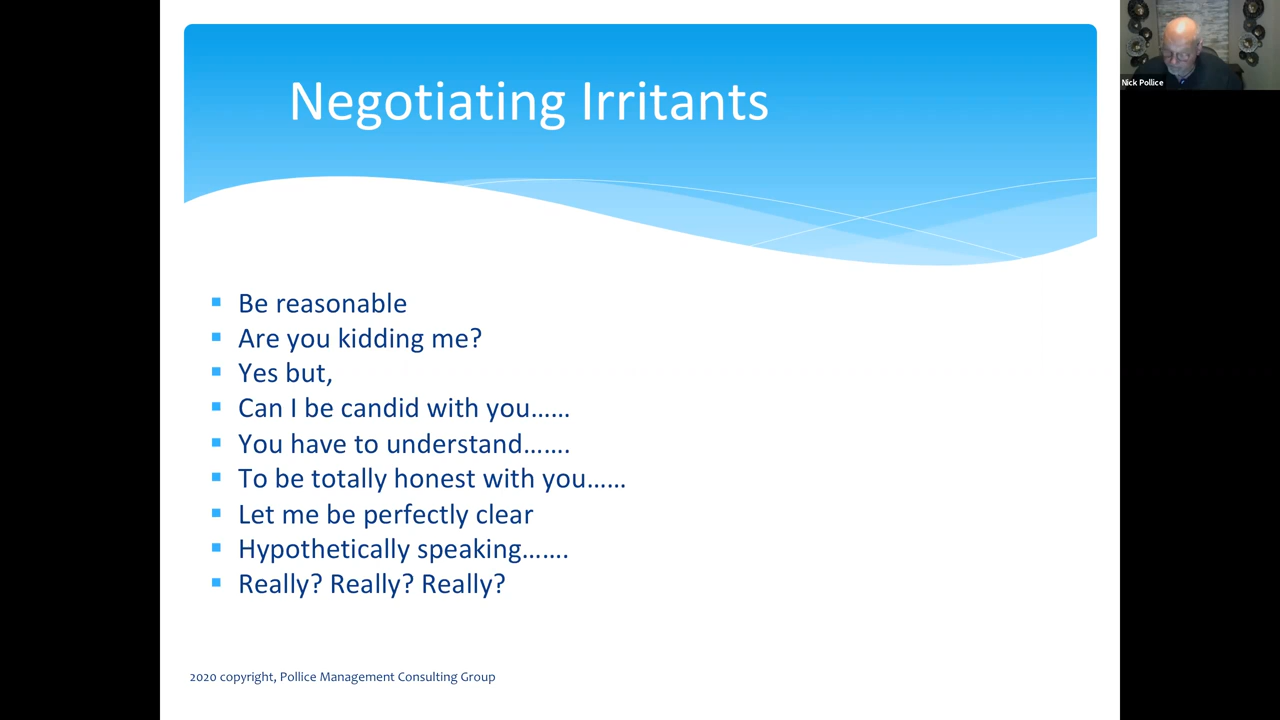 Negotiating Irritants
Nick Pollice
Be reasonable
Are you kidding me?
Yes but,
Can I be candid with you......
You have to understand.......
To be totally honest with you......
Let me be perfectly clear
Hypothetically speaking.......
Really? Really? Really?
2020 copyright, Pollice Management Consulting Group